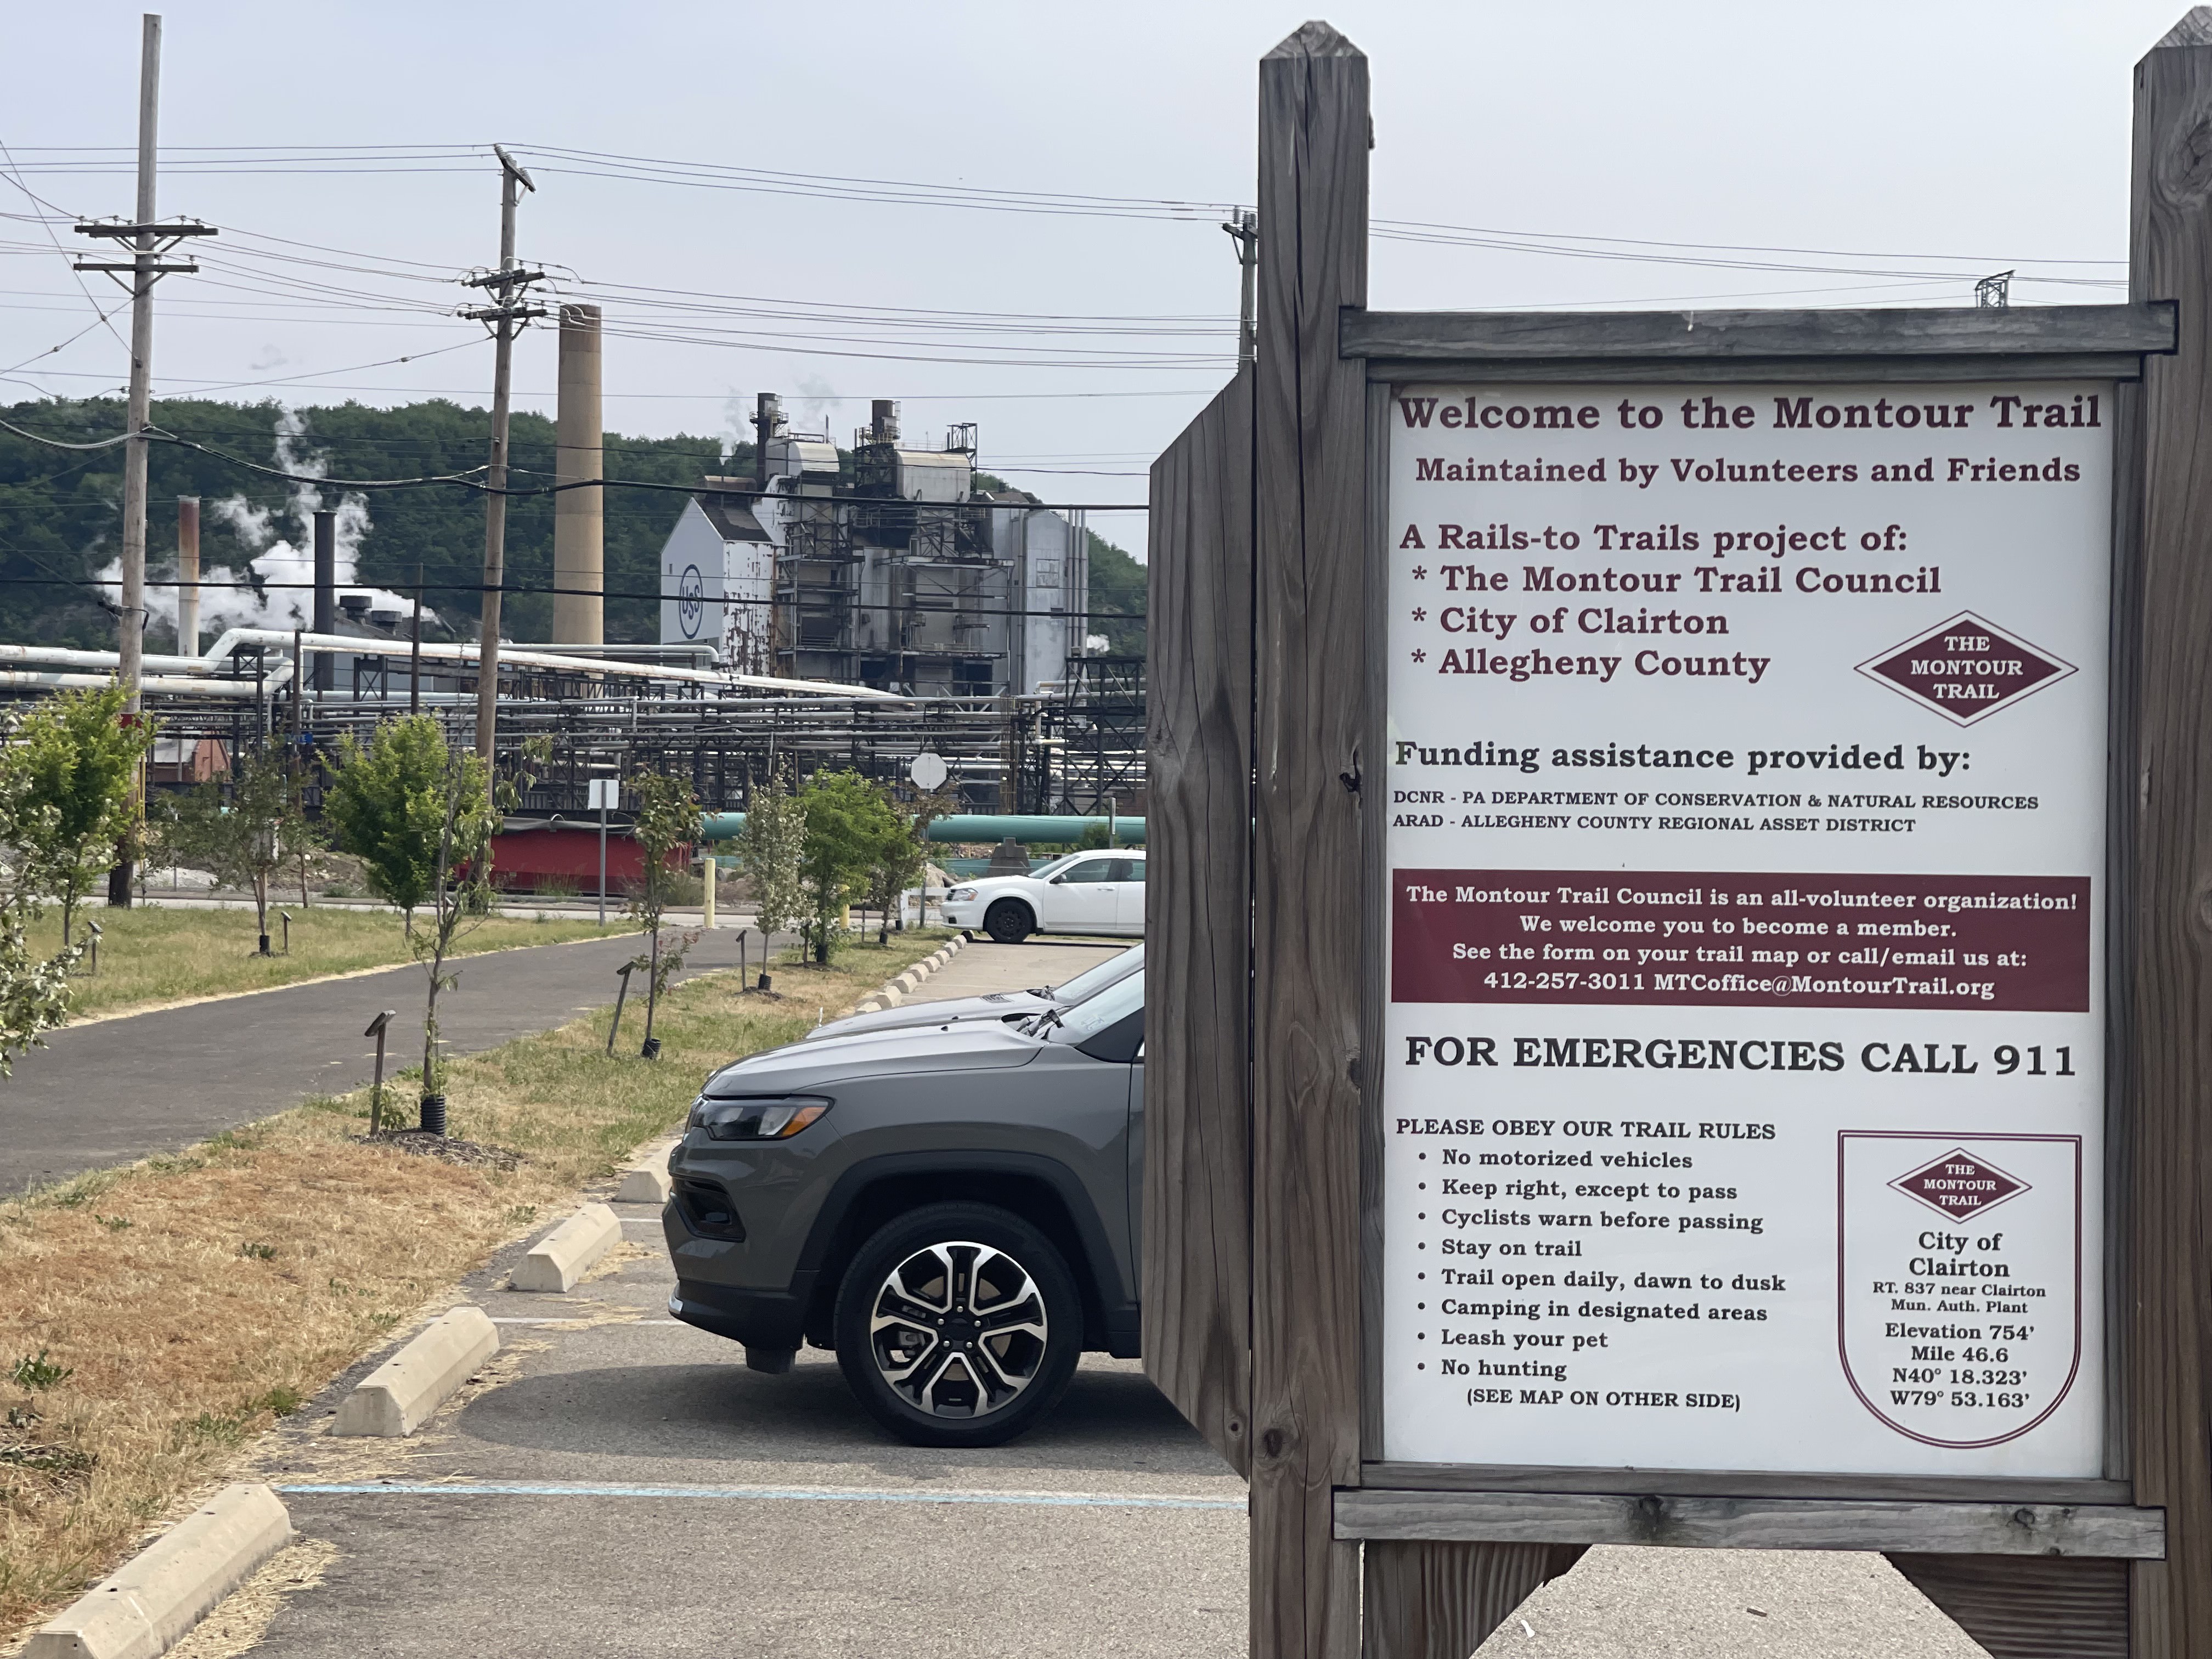 USS
Welcome to the Montour Trail
Maintained by Volunteers and Friends
A Rails-to Trails project of:
* The Montour Trail Council
* City of Clairton
* Allegheny County
THE
MONTOUR
TRAIL
Funding assistance provided by:
DCNR - PA DEPARTMENT OF CONSERVATION & NATURAL RESOURCES
ARAD - ALLEGHENY COUNTY REGIONAL ASSET DISTRICT
The Montour Trail Council is an all-volunteer organization!
We welcome you to become a member.
See the form on your trail map or call/email us at:
412-257-3011 MTCoffice@MontourTrail.org
FOR EMERGENCIES CALL 911
PLEASE OBEY OUR TRAIL RULES
• No motorized vehicles
• Keep right, except to pass
• Cyclists warn before passing
• Stay on trail
• Trail open daily, dawn to dusk
• Camping in designated areas
• Leash your pet
• No hunting
(SEE MAP ON OTHER SIDE)
THE
MONTOUR
TRAIL
City of
Clairton
RT. 837 near Clairton
Mun. Auth. Plant
Elevation 754'
Mile 46.6
N40° 18.323'
W79° 53.163'